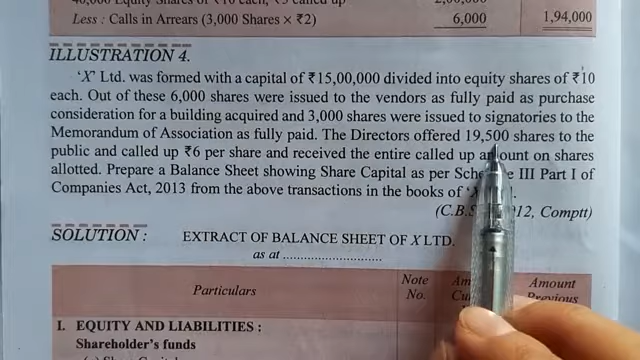 each, ₹5 called up
Less : Calls in Arrears (3,000 Shares × ₹2) 6,000 1,94,000
ILLUSTRATION 4.
'X' Ltd. was formed with a capital of ₹15,00,000 divided into equity shares of ₹10
each. Out of these 6,000 shares were issued to the vendors as fully paid as purchase
consideration for a building acquired and 3,000 shares were issued to signatories to the
Memorandum of Association as fully paid. The Directors offered 19,500 shares to the
public and called up ₹6 per share and received the entire called up amount on shares
allotted. Prepare a Balance Sheet showing Share Capital as per III Part I of
Companies Act, 2013 from the above transactions in the books of
(C.B.S 12, Comptt)
SOLUTION : EXTRACT OF BALANCE SHEET OF X LTD.
as at ............................
Particulars Note Amount
No. Previous
I. EQUITY AND LIABILITIES :
Shareholder's funds